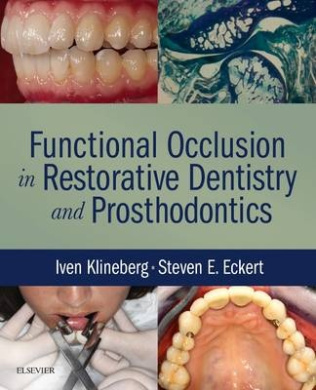 Functional Occlusion
in Restorative Dentistry
and Prosthodontics
Iven Klineberg · Steven E. Eckert
ELSEVIER